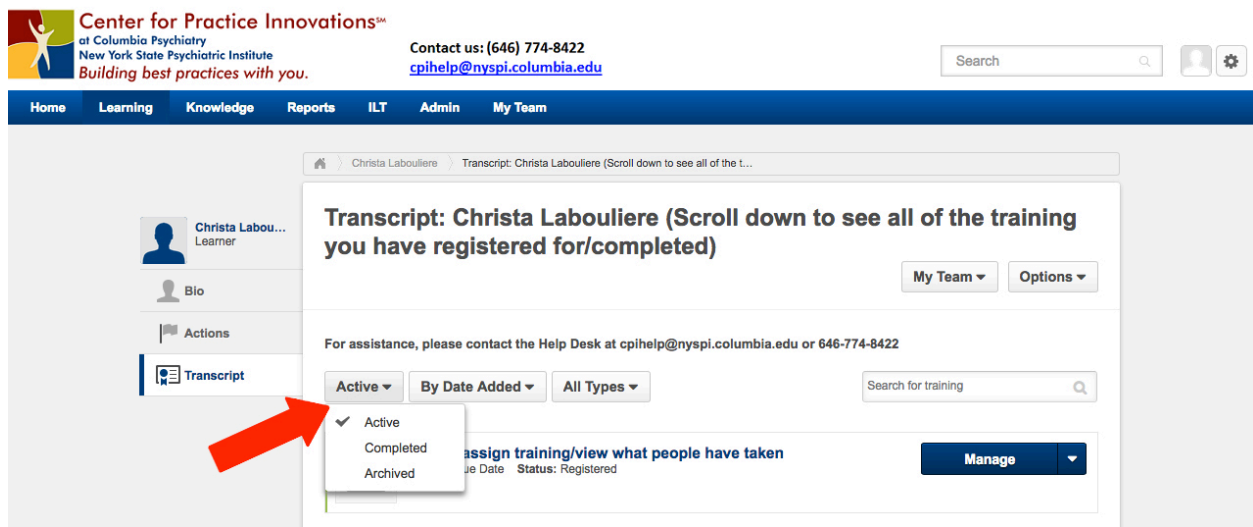 Center for Practice Innovations℠
at Columbia Psychiatry
New York State Psychiatric Institute
Building best practices with you.
Contact us: (646) 774-8422
cpihelp@nyspi.columbia.edu
Search
Home Learning Knowledge Reports ILT Admin My Team
Christa Labouliere Transcript: Christa Labouliere (Scroll down to see all of the t...
Christa Labou...
Learner
Bio
Actions
Transcript
Transcript: Christa Labouliere (Scroll down to see all of the training
you have registered for/completed)
My Team Options
For assistance, please contact the Help Desk at cpihelp@nyspi.columbia.edu or 646-774-8422
Active By Date Added All Types Search for training
Active
Completed
Archived
assign training/view what people have taken
ue Date Status: Registered
Manage